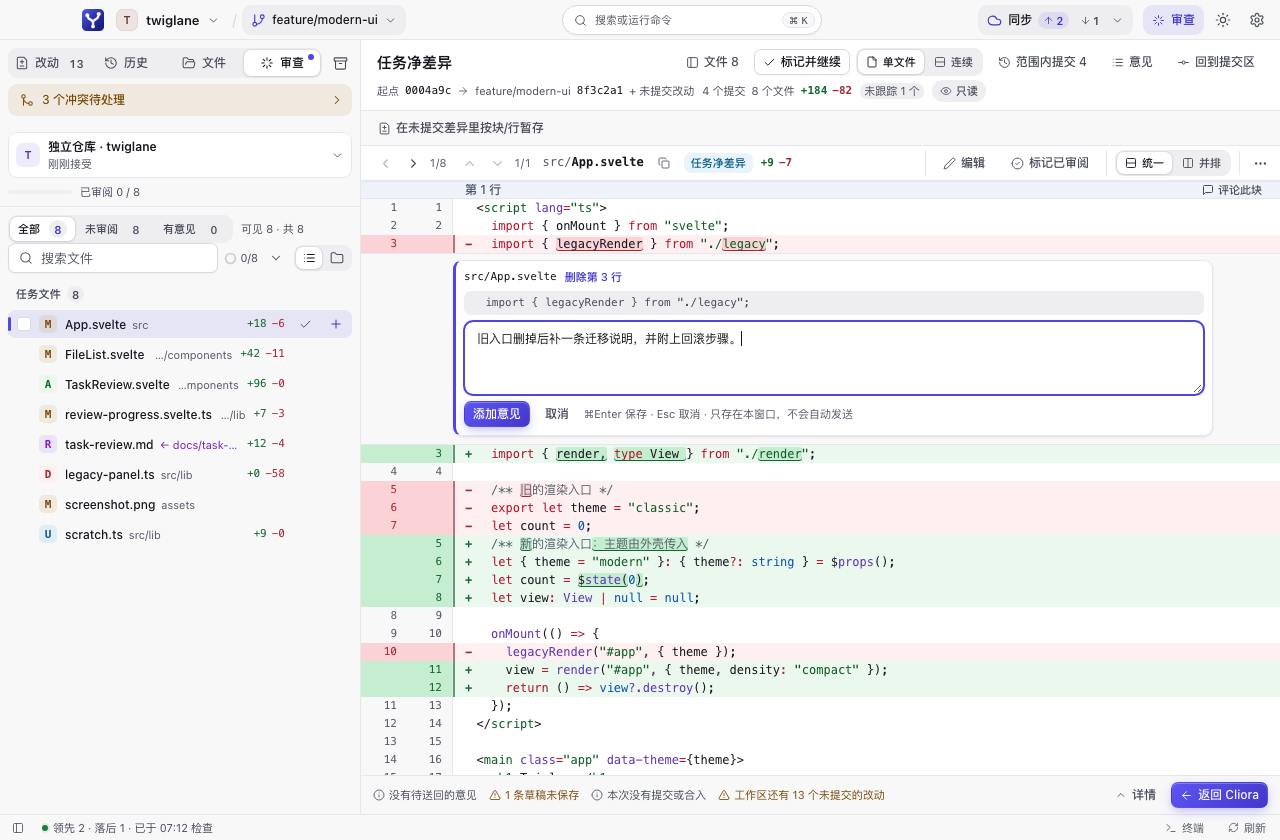 T twiglane / feature/modern-ui 搜索或运行命令 ⌘ K 同步 ↑ 2 ↓ 1 审查
改动 13 历史 文件 审查
3 个冲突待处理
T 独立仓库 · twiglane
刚刚接受
已审阅 0 / 8
全部 8 未审阅 8 有意见 0 可见 8 · 共 8
搜索文件 0/8
任务文件 8
M App.svelte src +18 −6
M FileList.svelte …/components +42 −11
A TaskReview.svelte …mponents +96 −0
M review-progress.svelte.ts …/lib +7 −3
R task-review.md ← docs/task-… +12 −4
D legacy-panel.ts src/lib +0 −58
M screenshot.png assets
U scratch.ts src/lib +9 −0
任务净差异 文件 8 标记并继续 单文件 连续 范围内提交 4 意见 回到提交区
起点 0004a9c → feature/modern-ui 8f3c2a1 + 未提交改动 4 个提交 8 个文件 +184 −82 未跟踪 1 个 只读
在未提交差异里按块/行暂存
1/8 1/1 src/App.svelte 任务净差异 +9 −7 编辑 标记已审阅 统一 并排
第 1 行 评论此块
1 1 <script lang="ts">
2 2 import { onMount } from "svelte";
3 − import { legacyRender } from "./legacy";
src/App.svelte 删除第 3 行
import { legacyRender } from "./legacy";
旧入口删掉后补一条迁移说明，并附上回滚步骤。
添加意见 取消 ⌘Enter 保存 · Esc 取消 · 只存在本窗口，不会自动发送
3 + import { render, type View } from "./render";
4 4
5 − /** 旧的渲染入口 */
6 − export let theme = "classic";
7 − let count = 0;
5 + /** 新的渲染入口：主题由外壳传入 */
6 + let { theme = "modern" }: { theme?: string } = $props();
7 + let count = $state(0);
8 + let view: View | null = null;
8 9
9 10 onMount(() => {
10 − legacyRender("#app", { theme });
11 + view = render("#app", { theme, density: "compact" });
12 + return () => view?.destroy();
11 13 });
12 14 </script>
13 15
14 16 <main class="app" data-theme={theme}>
没有待送回的意见 1 条草稿未保存 本次没有提交或合入 工作区还有 13 个未提交的改动 详情 ← 返回 Cliora
领先 2 · 落后 1 · 已于 07:12 检查 终端 刷新